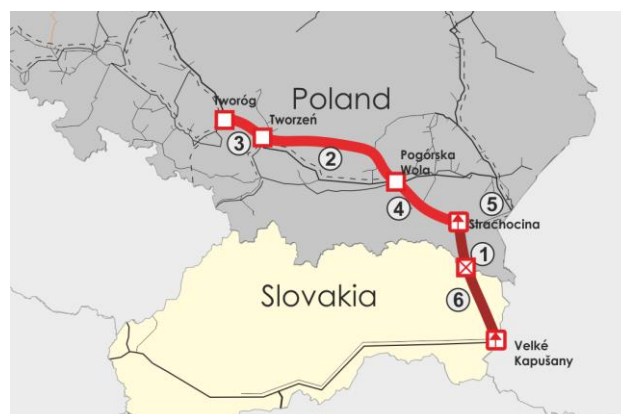 Tworóg
Poland
Tworzeń
3
2
Pogórska
Wola
4
5
Strachocina
1
Slovakia
6
Velké
Kapušany